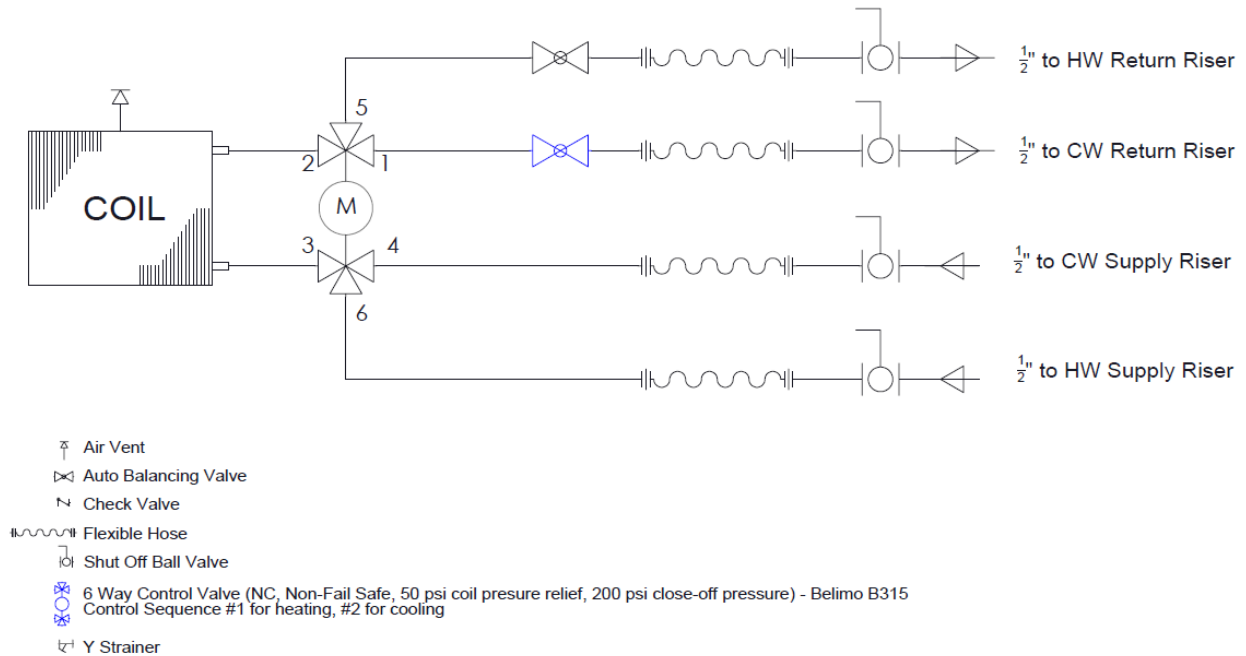 ½" to HW Return Riser
5
½" to CW Return Riser
2
1
COIL
M
3
4
½" to CW Supply Riser
6
½" to HW Supply Riser
Air Vent
Auto Balancing Valve
Check Valve
Flexible Hose
Shut Off Ball Valve
6 Way Control Valve (NC, Non-Fail Safe, 50 psi coil presure relief, 200 psi close-off pressure) - Belimo B315
Control Sequence #1 for heating, #2 for cooling
Y Strainer